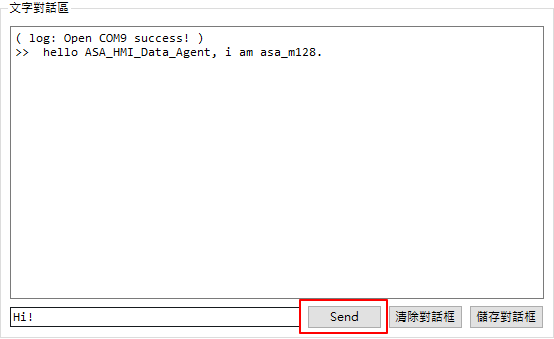 文字對話區
( log: Open COM9 success! )
>>  hello ASA_HMI_Data_Agent, i am asa_m128.
Hi!
Send
清除對話框
儲存對話框